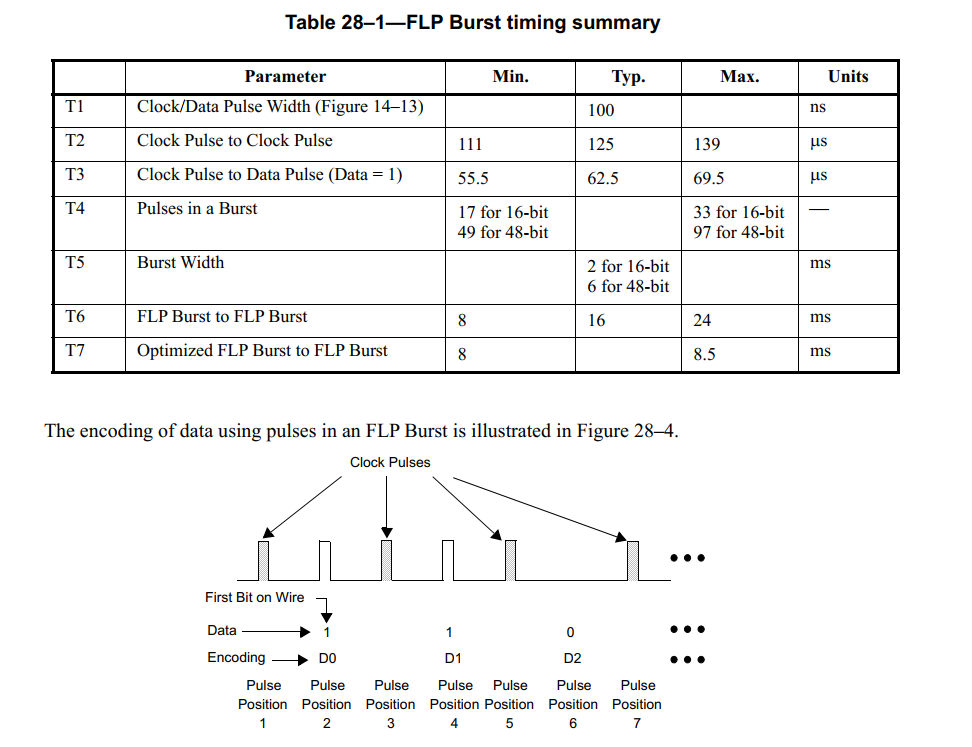 Table 28–1—FLP Burst timing summary
Parameter Min. Typ. Max. Units
T1 Clock/Data Pulse Width (Figure 14–13) 100 ns
T2 Clock Pulse to Clock Pulse 111 125 139 μs
T3 Clock Pulse to Data Pulse (Data = 1) 55.5 62.5 69.5 μs
T4 Pulses in a Burst 17 for 16-bit 33 for 16-bit —
49 for 48-bit 97 for 48-bit
T5 Burst Width 2 for 16-bit ms
6 for 48-bit
T6 FLP Burst to FLP Burst 8 16 24 ms
T7 Optimized FLP Burst to FLP Burst 8 8.5 ms
The encoding of data using pulses in an FLP Burst is illustrated in Figure 28–4.
Clock Pulses
•••
First Bit on Wire
Data 1 1 0 •••
Encoding D0 D1 D2 •••
Pulse Pulse Pulse Pulse Pulse Pulse Pulse
Position Position Position Position Position Position Position
1 2 3 4 5 6 7